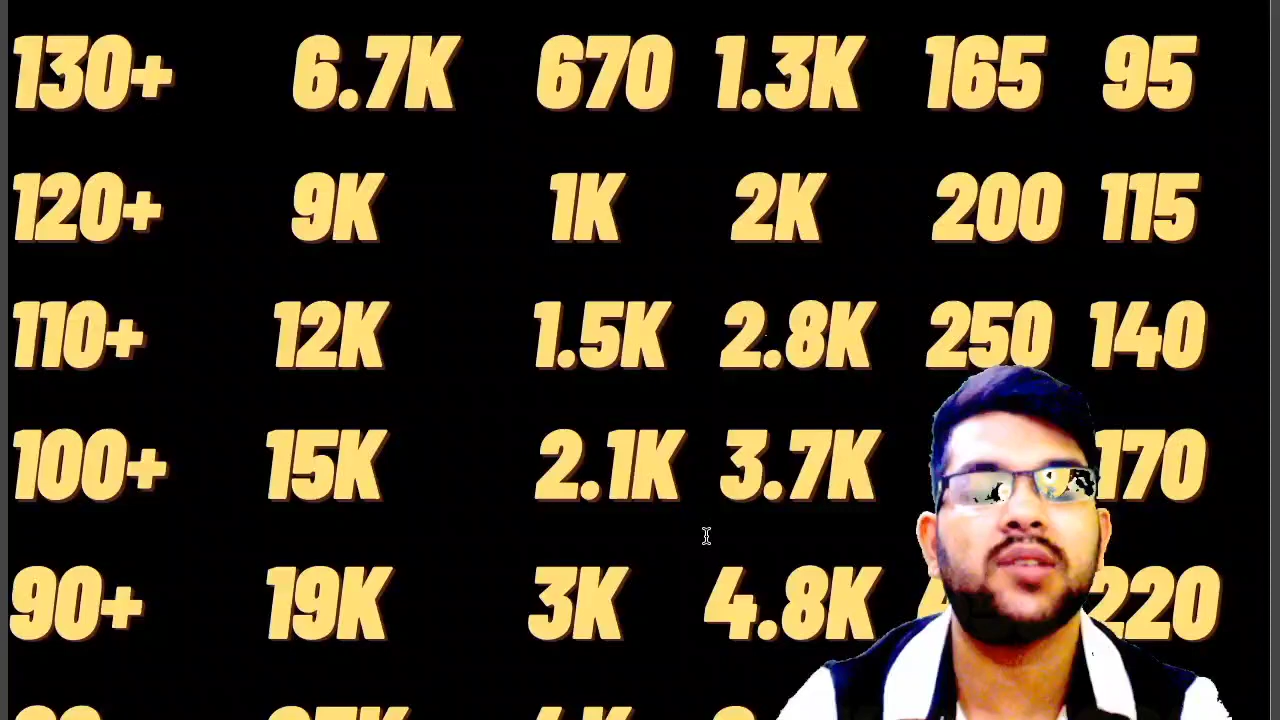 130+ 6.7K 670 1.3K 165 95
120+ 9K 1K 2K 200 115
110+ 12K 1.5K 2.8K 250 140
100+ 15K 2.1K 3.7K 170
90+ 19K 3K 4.8K 220